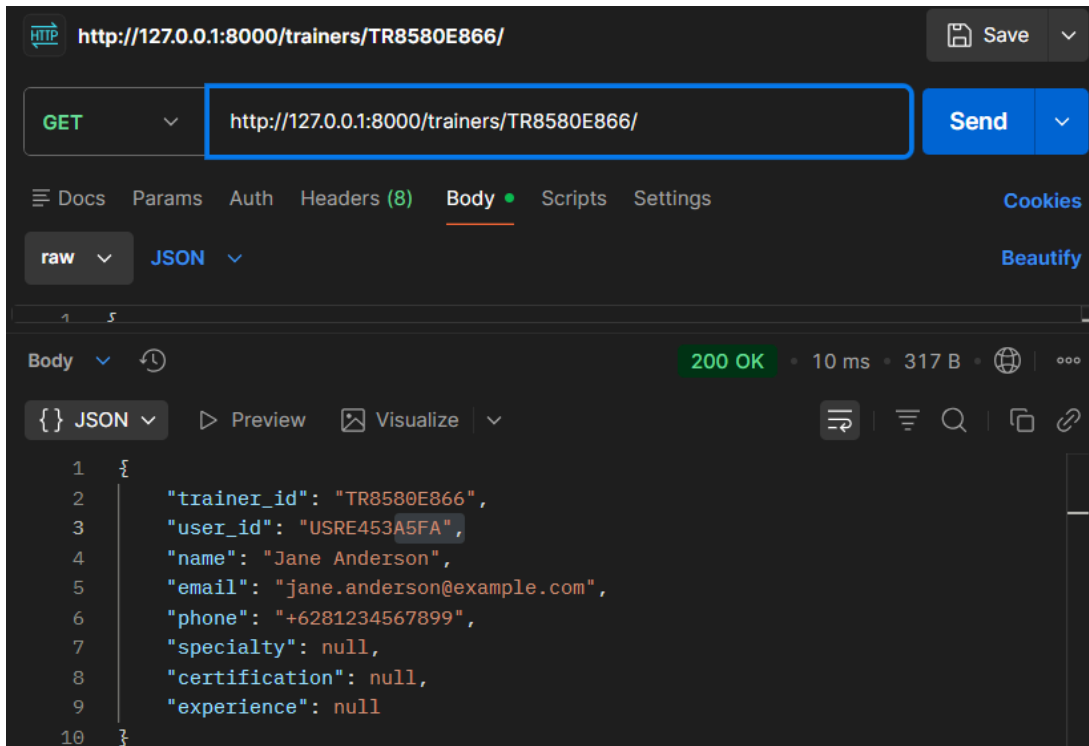 HTTP http://127.0.0.1:8000/trainers/TR8580E866/ Save
GET http://127.0.0.1:8000/trainers/TR8580E866/ Send
Docs Params Auth Headers (8) Body Scripts Settings Cookies
raw JSON Beautify
1 {
Body 200 OK • 10 ms • 317 B
{} JSON Preview Visualize
1 {
2 "trainer_id": "TR8580E866",
3 "user_id": "USRE453A5FA",
4 "name": "Jane Anderson",
5 "email": "jane.anderson@example.com",
6 "phone": "+6281234567899",
7 "specialty": null,
8 "certification": null,
9 "experience": null
10 }